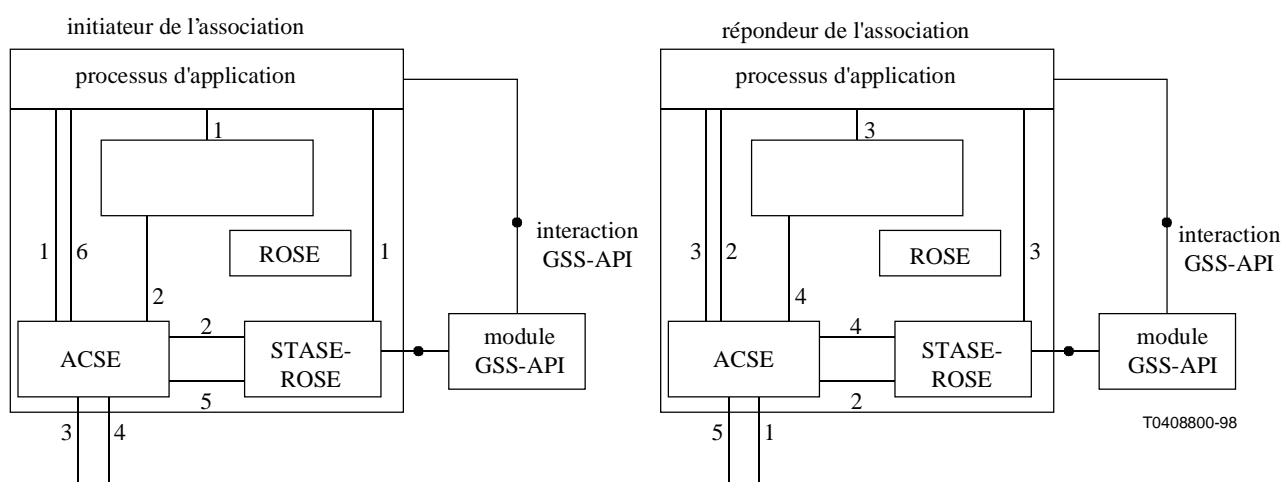 initiateur de l'association
processus d'application
1
1
6
1
ROSE
interaction
GSS-API
2
2
ACSE
STASE-
ROSE
module
GSS-API
5
3
4
répondeur de l'association
processus d'application
3
3
2
3
ROSE
interaction
GSS-API
4
4
ACSE
STASE-
ROSE
module
GSS-API
2
5
1
T0408800-98